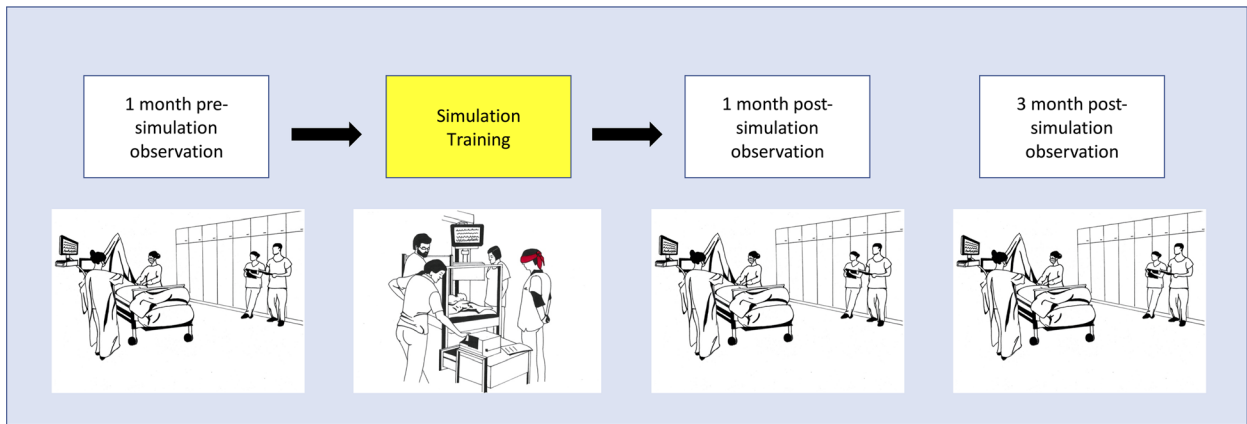 1 month pre-
simulation
observation
Simulation
Training
1 month post-
simulation
observation
3 month post-
simulation
observation